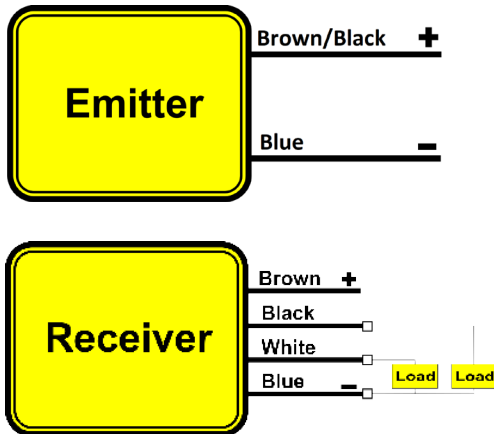 Brown/Black +
Emitter
Blue -
Brown +
Black
Receiver
White
Blue -
Load Load